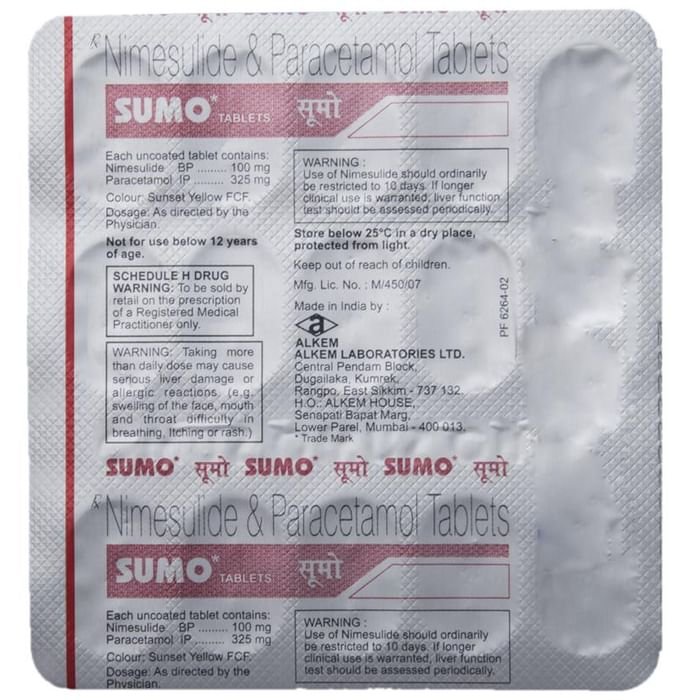 SUMO* सूमो SUMO* सूमो SUMO* सूमो
℞ Nimesulide & Paracetamol Tablets
SUMO* TABLETS सूमो
Each uncoated tablet contains:
Nimesulide BP ......... 100 mg
Paracetamol IP ......... 325 mg
Colour: Sunset Yellow FCF.
Dosage: As directed by the
Physician.
Not for use below 12 years
of age.
SCHEDULE H DRUG
WARNING: To be sold by
retail on the prescription
of a Registered Medical
Practitioner only.
WARNING: Taking more
than daily dose may cause
serious liver damage or
allergic reactions (e.g.
swelling of the face, mouth
and throat difficulty in
breathing, Itching or rash.)
WARNING :
Use of Nimesulide should ordinarily
be restricted to 10 days. If longer
clinical use is warranted, liver function
test should be assessed periodically.
Store below 25°C in a dry place,
protected from light.
Keep out of reach of children.
Mfg. Lic. No. : M/450/07
Made in India by :
a
ALKEM
ALKEM LABORATORIES LTD.
Central Pendam Block,
Dugailaka, Kumrek,
Rangpo, East Sikkim - 737 132.
H.O.: ALKEM HOUSE,
Senapati Bapat Marg,
Lower Parel, Mumbai - 400 013.
* Trade Mark
PF 6264-02
SUMO* सूमो SUMO* सूमो SUMO* सूमो
℞ Nimesulide & Paracetamol Tablets
SUMO* TABLETS सूमो
Each uncoated tablet contains:
Nimesulide BP ......... 100 mg
Paracetamol IP ......... 325 mg
Colour: Sunset Yellow FCF.
Dosage: As directed by the
Physician.
WARNING :
Use of Nimesulide should ordinarily
be restricted to 10 days. If longer
clinical use is warranted, liver function
test should be assessed periodically.